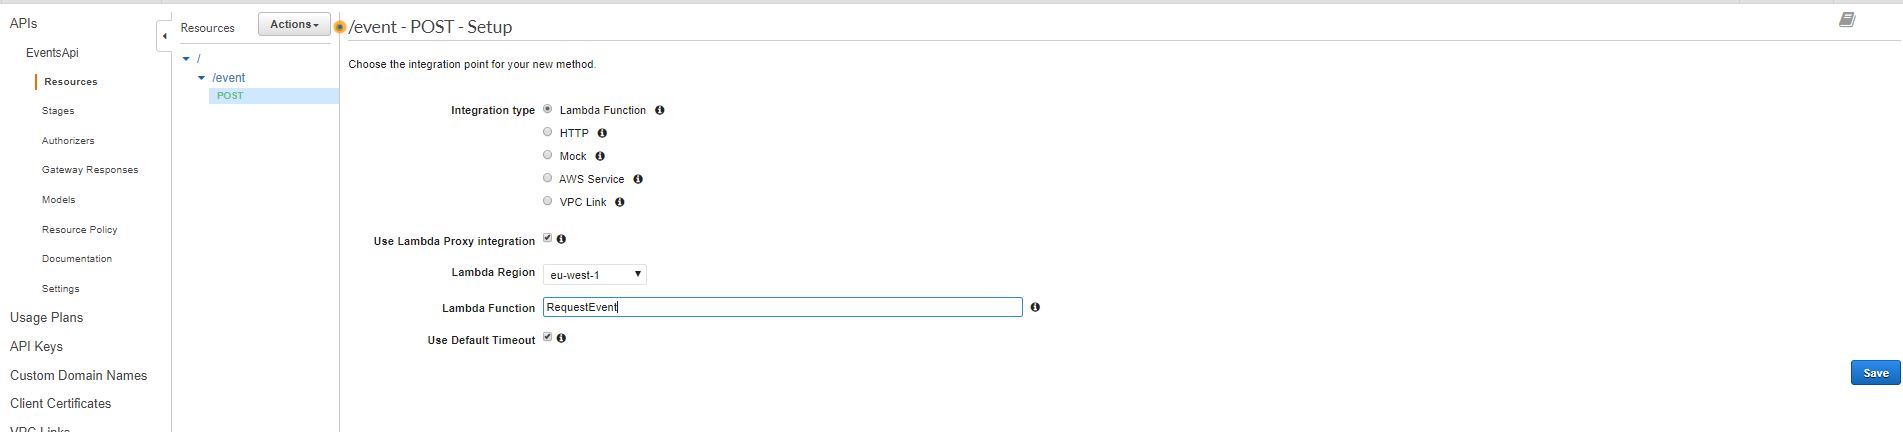 APIs
EventsApi
Resources
Stages
Authorizers
Gateway Responses
Models
Resource Policy
Documentation
Settings
Usage Plans
API Keys
Custom Domain Names
Client Certificates
VPC Links
Resources
Actions
/
/event
POST
/event - POST - Setup
Choose the integration point for your new method.
Integration type
Lambda Function
HTTP
Mock
AWS Service
VPC Link
Use Lambda Proxy integration
Lambda Region eu-west-1
Lambda Function RequestEvent
Use Default Timeout
Save